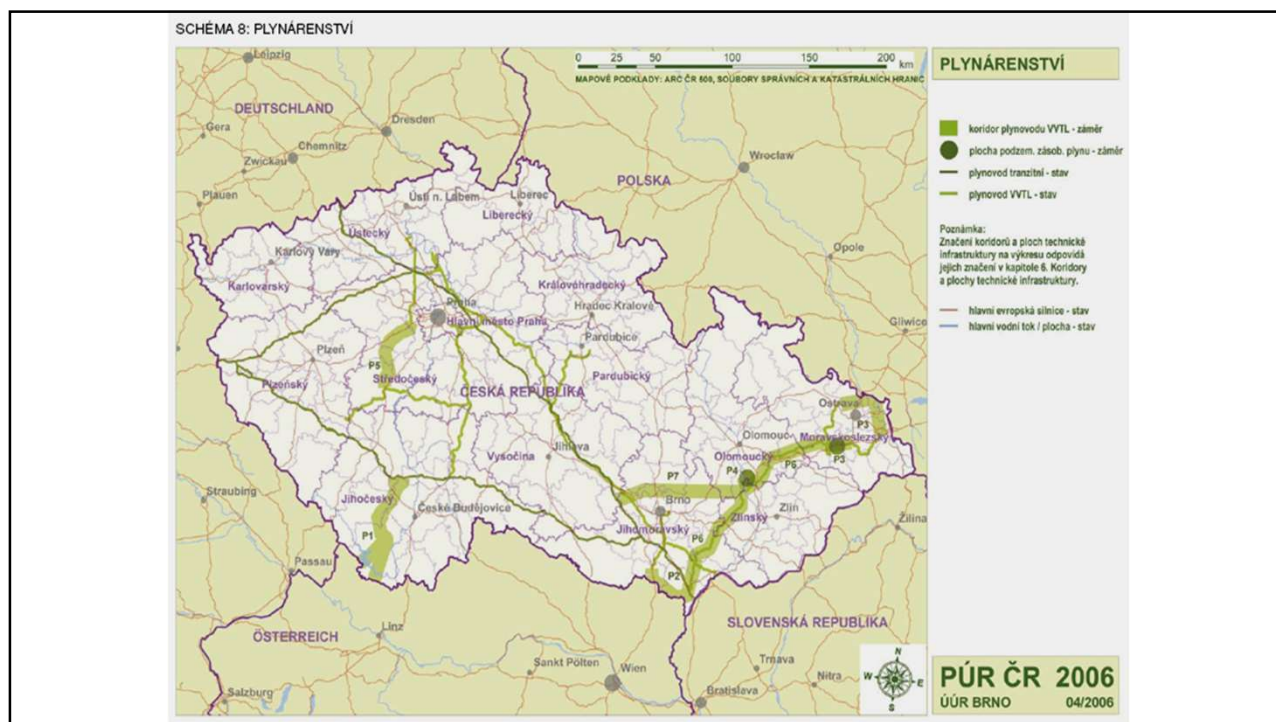 SCHÉMA 8: PLYNÁRENSTVÍ
0 25 50 100 150 200
km
MAPOVÉ PODKLADY: ARC ČR 500, SOUBORY SPRÁVNÍCH A KATASTRÁLNÍCH HRANIC
Leipzig
DEUTSCHLAND
Gera
Dresden
Chemnitz
Zwickau
Plauen
Wrocław
POLSKA
Ústí n. Labem
Liberec
Liberecký
Ústecký
Opole
Karlovy Vary
Karlovarský
Královéhradecký
Hradec Králové
Praha
Hlavní město Praha
Gliwice
Pardubice
Plzeň
P5
Středočeský
Plzeňský
ČESKÁ REPUBLIKA
Pardubický
Ostrava
P3
Moravskoslezský
P3
Olomouc
Olomoucký
P5
Jihlava
Vysočina
P7
P4
Straubing
Jihočeský
České Budějovice
Brno
Jihomoravský
Zlínský
Zlín
Žilina
P1
P6
P2
Passau
ÖSTERREICH
Linz
SLOVENSKÁ REPUBLIKA
Sankt Pölten
Wien
Trnava
Nitra
Salzburg
Bratislava
N
W E
S
PLYNÁRENSTVÍ
koridor plynovodu VVTL - záměr
plocha podzem. zásob. plynu - záměr
plynovod tranzitní - stav
plynovod VVTL - stav
Poznámka:
Značení koridorů a ploch technické
infrastruktury na výkresu odpovídá
jejich značení v kapitole 6. Koridory
a plochy technické infrastruktury.
hlavní evropská silnice - stav
hlavní vodní tok / plocha - stav
PÚR ČR 2006
ÚÚR BRNO 04/2006